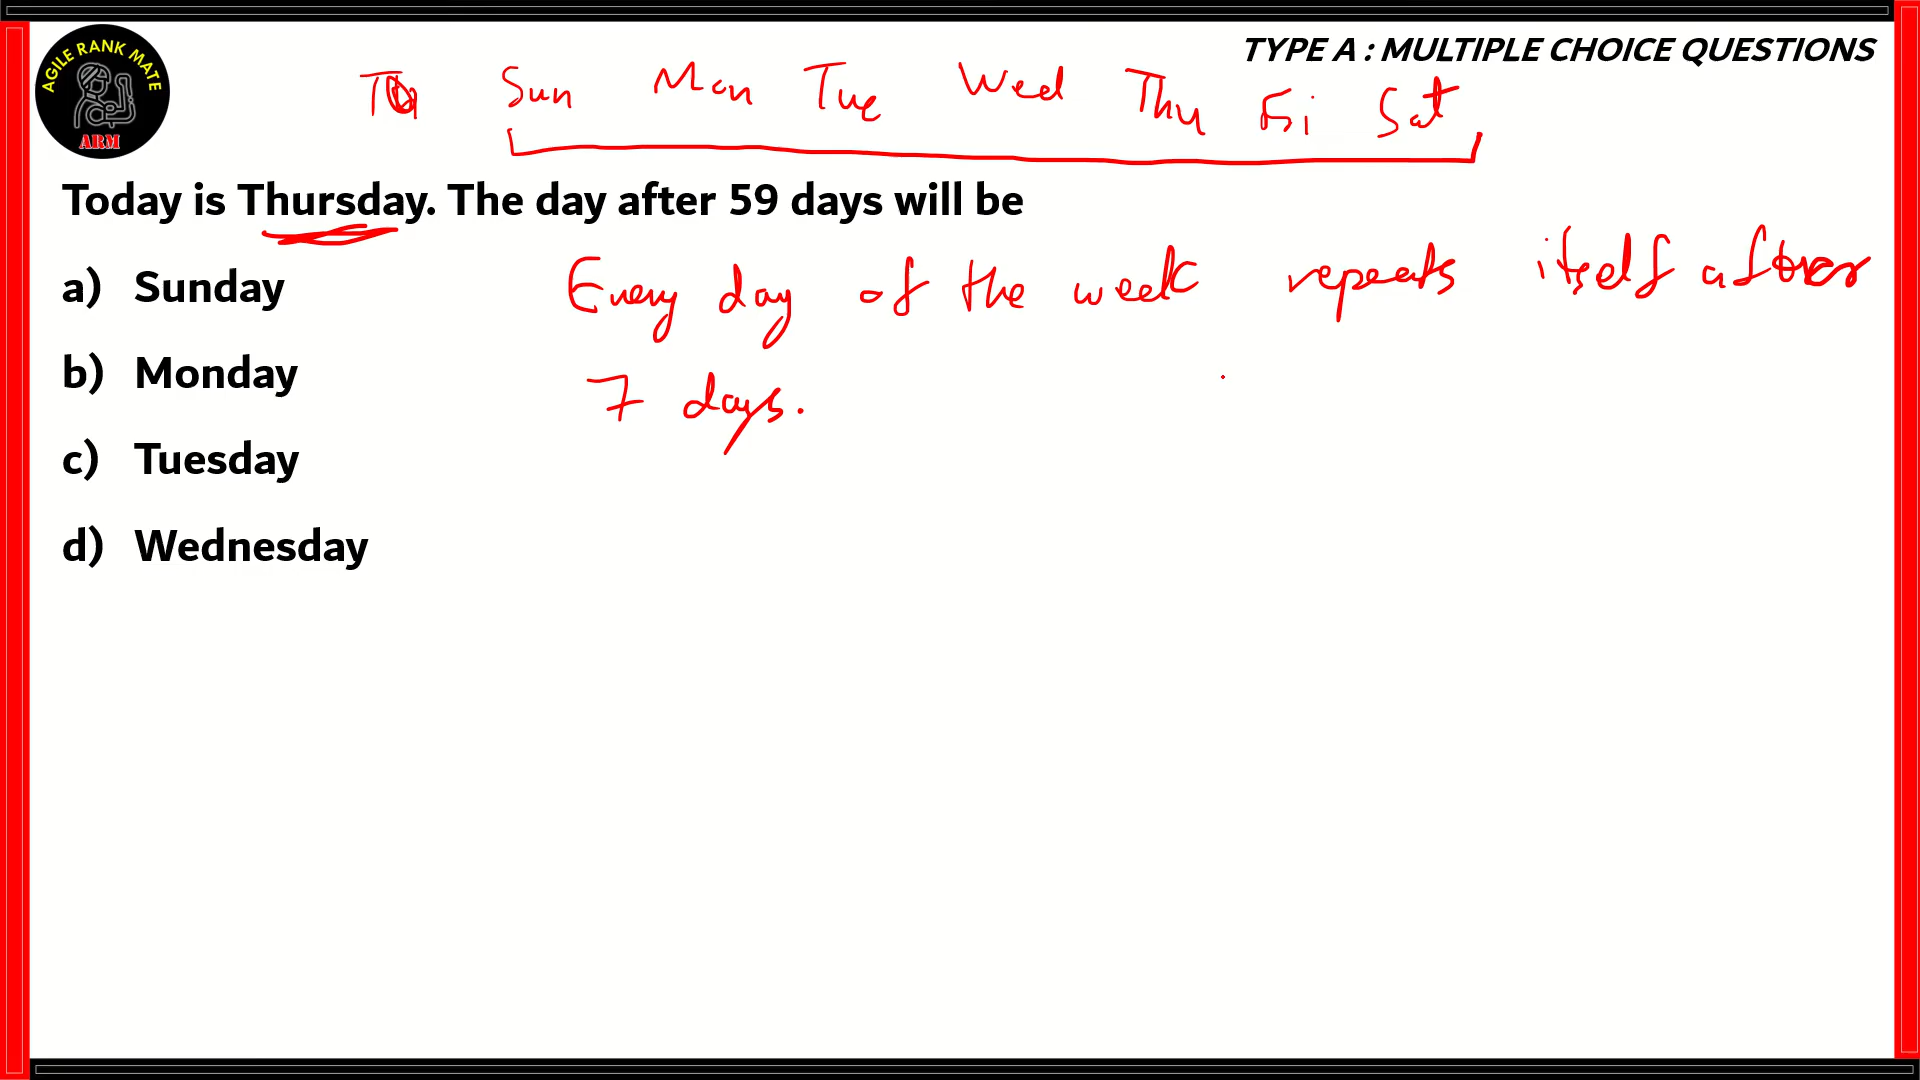 AGILE RANK MATE
ARM
TYPE A : MULTIPLE CHOICE QUESTIONS
Sun Mon Tue Wed Thu Fri Sat
Today is Thursday. The day after 59 days will be
Every day of the week repeats itself after
7 days.
a) Sunday
b) Monday
c) Tuesday
d) Wednesday